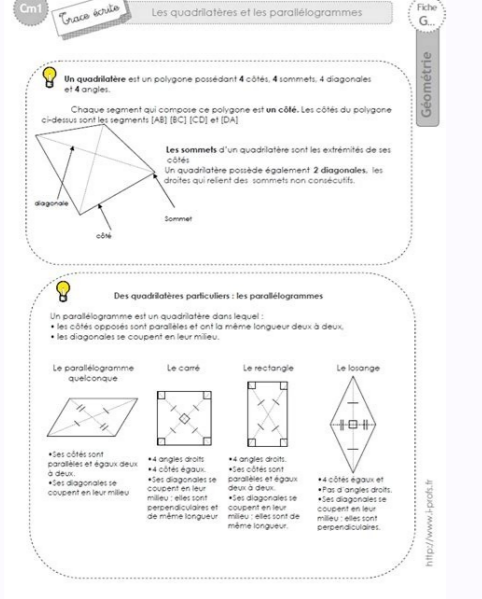 Cm1
Trace écrite
Les quadrilatères et les parallélogrammes
Fiche
G...
Géométrie
Un quadrilatère est un polygone possédant 4 côtés, 4 sommets, 4 diagonales
et 4 angles.
Chaque segment qui compose ce polygone est un côté. Les côtés du polygone
ci-dessus sont les segments [AB] [BC] [CD] et [DA]
Les sommets d'un quadrilatère sont les extrémités de ses
côtés
Un quadrilatère possède également 2 diagonales, les
droites qui relient des sommets non consécutifs.
diagonale
Sommet
côté
Des quadrilatères particuliers : les parallélogrammes
Un parallélogramme est un quadrilatère dans lequel :
• les côtés opposés sont parallèles et ont la même longueur deux à deux,
• les diagonales se coupent en leur milieu.
Le parallélogramme
quelconque
•Ses côtés sont
parallèles et égaux deux
à deux.
•Ses diagonales se
coupent en leur milieu
Le carré
•4 angles droits
•4 côtés égaux.
•Ses diagonales se
coupent en leur
milieu ; elles sont
perpendiculaires et
de même longueur
Le rectangle
•4 angles droits.
•Ses côtés sont
parallèles et égaux
deux à deux.
•Ses diagonales se
coupent en leur
milieu ; elles sont de
même longueur.
Le losange
•4 côtés égaux et
•Pas d'angles droits.
•Ses diagonales se
coupent en leur
milieu ; elles sont
perpendiculaires.
http://www.i-profs.fr